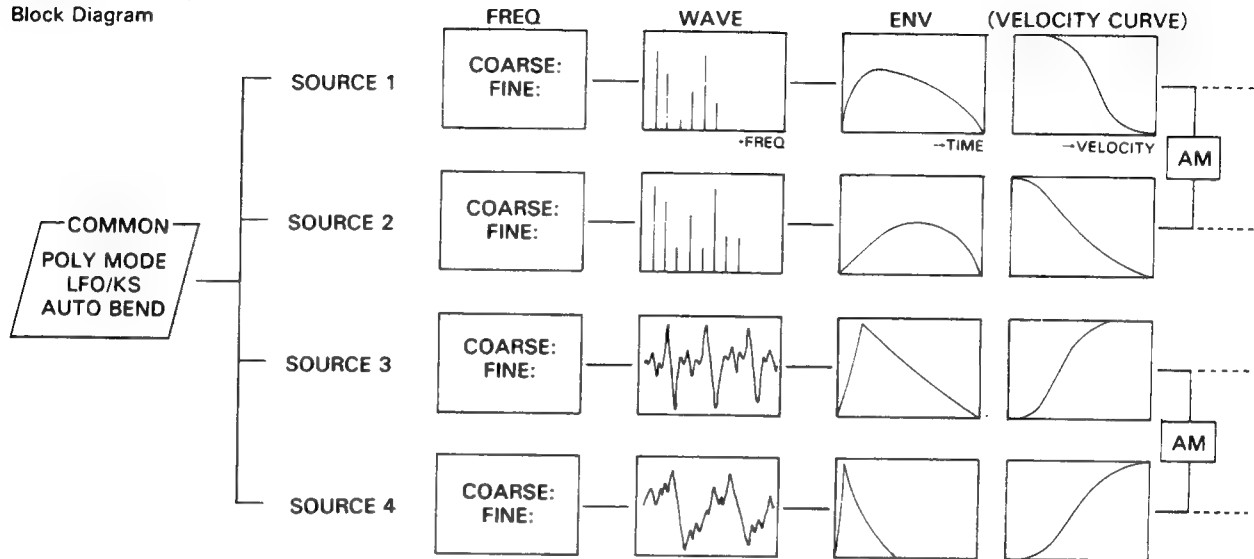 Block Diagram
FREQ WAVE ENV (VELOCITY CURVE)
SOURCE 1
COARSE:
FINE:
→FREQ →TIME →VELOCITY
AM
COMMON
POLY MODE
LFO/KS
AUTO BEND
SOURCE 2
COARSE:
FINE:
SOURCE 3
COARSE:
FINE:
AM
SOURCE 4
COARSE:
FINE: